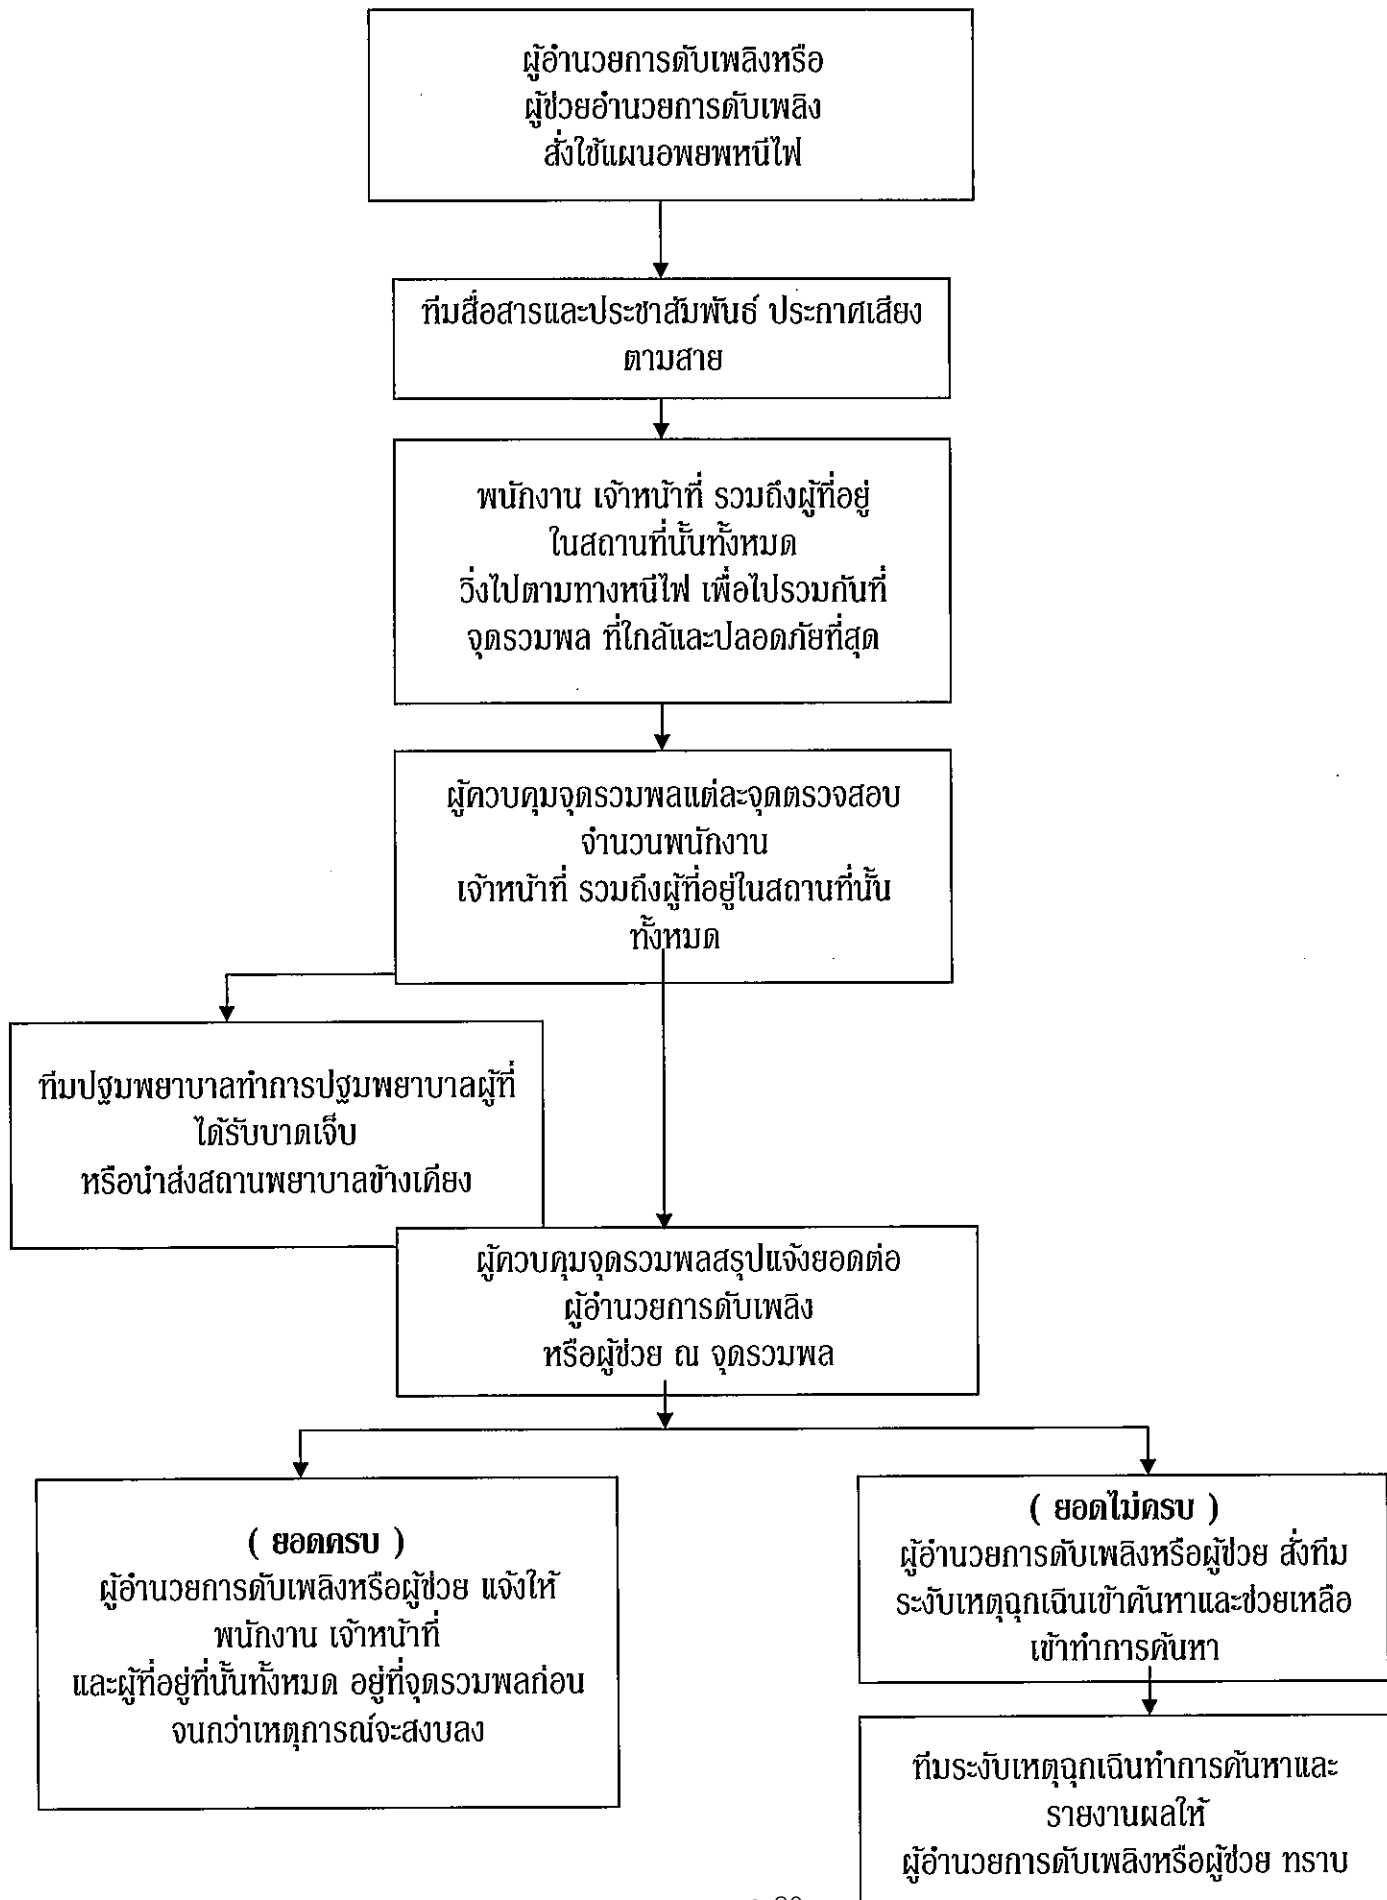 ผู้อำนวยการดับเพลิงหรือ
ผู้ช่วยอำนวยการดับเพลิง
สั่งใช้แผนอพยพหนีไฟ
ทีมสื่อสารและประชาสัมพันธ์ ประกาศเสียง
ตามสาย
พนักงาน เจ้าหน้าที่ รวมถึงผู้ที่อยู่
ในสถานที่นั้นทั้งหมด
วิ่งไปตามทางหนีไฟ เพื่อไปรวมกันที่
จุดรวมพล ที่ใกล้และปลอดภัยที่สุด
ผู้ควบคุมจุดรวมพลแต่ละจุดตรวจสอบ
จำนวนพนักงาน
เจ้าหน้าที่ รวมถึงผู้ที่อยู่ในสถานที่นั้น
ทั้งหมด
ทีมปฐมพยาบาลทำการปฐมพยาบาลผู้ที่
ได้รับบาดเจ็บ
หรือนำส่งสถานพยาบาลข้างเคียง
ผู้ควบคุมจุดรวมพลสรุปแจ้งยอดต่อ
ผู้อำนวยการดับเพลิง
หรือผู้ช่วย ณ จุดรวมพล
( ยอดครบ )
ผู้อำนวยการดับเพลิงหรือผู้ช่วย แจ้งให้
พนักงาน เจ้าหน้าที่
และผู้ที่อยู่ที่นั้นทั้งหมด อยู่ที่จุดรวมพลก่อน
จนกว่าเหตุการณ์จะสงบลง
( ยอดไม่ครบ )
ผู้อำนวยการดับเพลิงหรือผู้ช่วย สั่งทีม
ระงับเหตุฉุกเฉินเข้าค้นหาและช่วยเหลือ
เข้าทำการค้นหา
ทีมระงับเหตุฉุกเฉินทำการค้นหาและ
รายงานผลให้
ผู้อำนวยการดับเพลิงหรือผู้ช่วย ทราบ